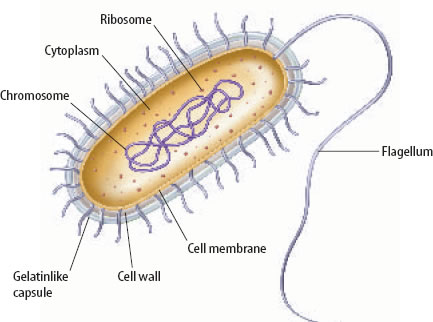 Ribosome
Cytoplasm
Chromosome
Flagellum
Cell membrane
Gelatinlike
capsule
Cell wall